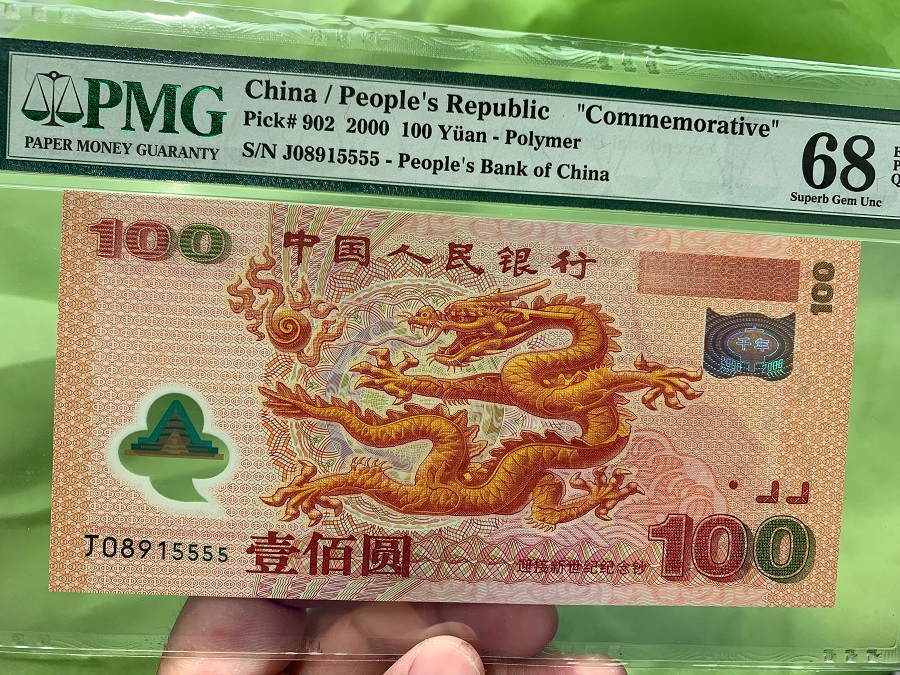 PMG
PAPER MONEY GUARANTY
China / People's Republic "Commemorative"
Pick# 902 2000 100 Yüan - Polymer
S/N J08915555 - People's Bank of China
68
Superb Gem Unc
E
P
Q
100
中国人民银行
100
千年
J08915555
壹佰圆
迎接新世纪纪念钞
100